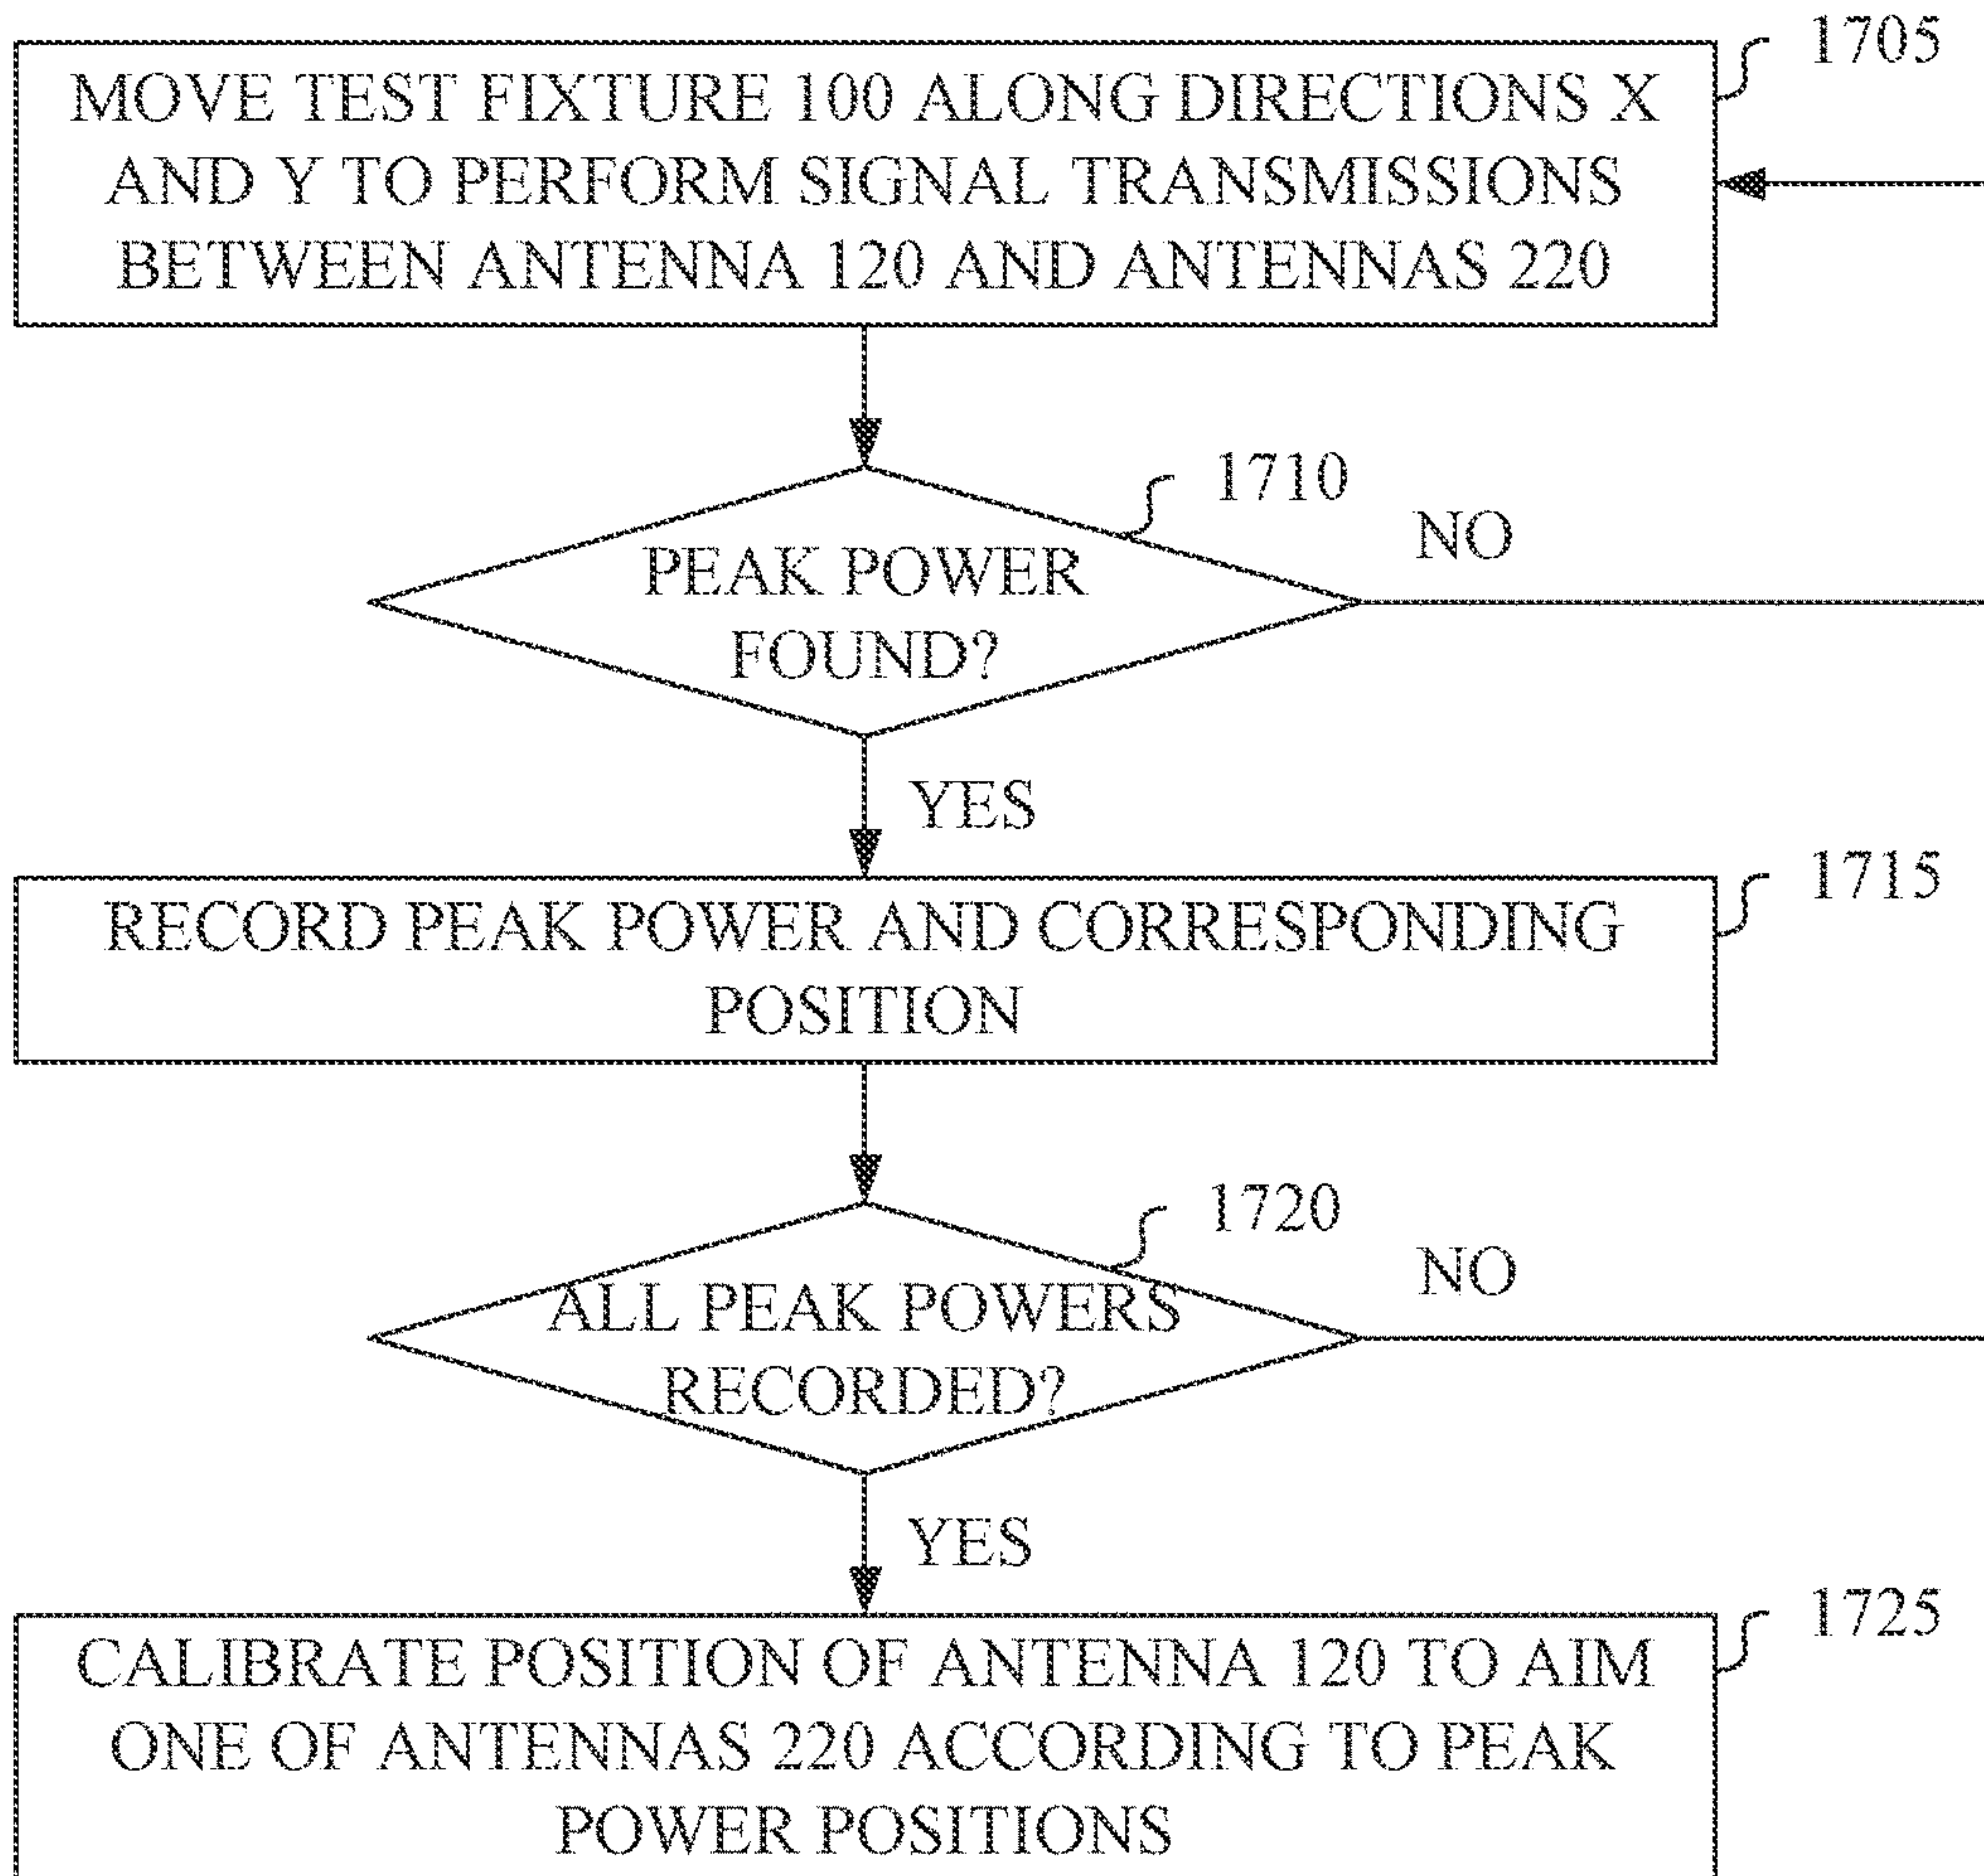 1705
MOVE TEST FIXTURE 100 ALONG DIRECTIONS X
AND Y TO PERFORM SIGNAL TRANSMISSIONS
BETWEEN ANTENNA 120 AND ANTENNAS 220
1710
NO
PEAK POWER
FOUND?
YES
1715
RECORD PEAK POWER AND CORRESPONDING
POSITION
1720
NO
ALL PEAK POWERS
RECORDED?
YES
1725
CALIBRATE POSITION OF ANTENNA 120 TO AIM
ONE OF ANTENNAS 220 ACCORDING TO PEAK
POWER POSITIONS